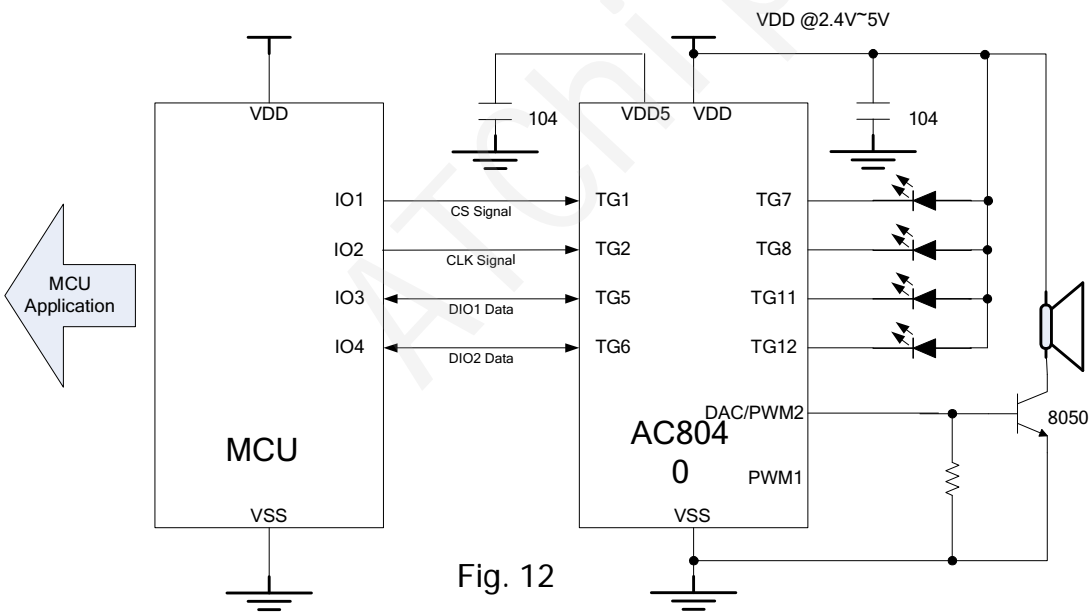 VDD @2.4V~5V
VDD
104
VDD5
VDD
104
IO1
CS Signal
TG1
TG7
IO2
CLK Signal
TG2
TG8
MCU
Application
IO3
DIO1 Data
TG5
TG11
IO4
DIO2 Data
TG6
TG12
DAC/PWM2
8050
MCU
AC804
0
PWM1
VSS
VSS
Fig. 12
ATChip